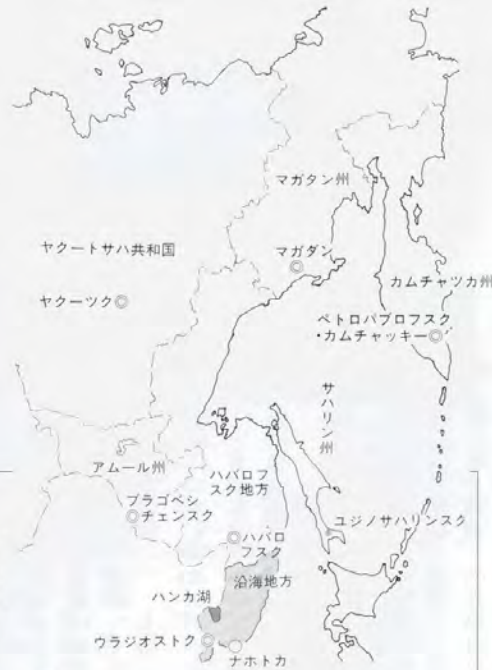 マガタン州
マガダン
ヤクートサハ共和国
カムチャツカ州
ヤクーツク◎
ペトロパブロフスク
・カムチャッキー◎
サハリン州
アムール州
ハバロフ
スク地方
ブラゴベシ
チェンスク
ユジノサハリンスク
ハバロ
フスク
沿海地方
ハンカ湖
ウラジオストク
ナホトカ